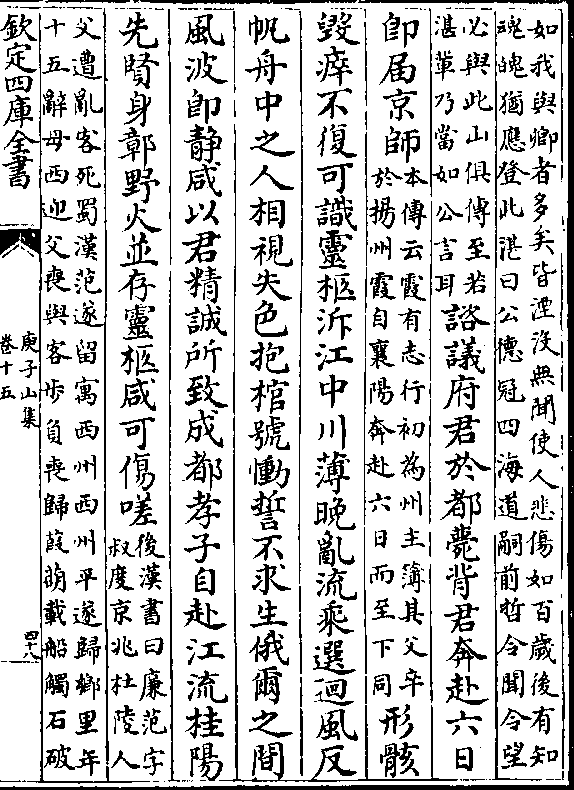 如我與卿者多矣皆湮沒無聞使人悲傷如百歲後有知
魂魄猶應登此湛曰公德冠四海道嗣前哲令聞令望
必與此山俱傳至若
湛輩乃當如公言耳
諮議府君於都薨背君奔赴六日
卽届京師
本傳云霞有志行初為州主簿其父卒
於揚州霞自襄陽奔赴六日而至下同
形骸
毀瘁不復可識靈柩泝江中川薄晚亂流乘選迴風反
帆舟中之人相視失色抱棺號慟誓不求生俄爾之間
風波卽靜咸以君精誠所致成都孝子自赴江流桂陽
先賢身鄣野火並存靈柩咸可傷嗟
後漢書曰廉范字
叔度京兆杜陵人
父遭亂客死蜀漢范遂留寓西州西州平遂歸鄉里年
十五辭母西迎父喪與客步負喪歸葭萌載船觸石破
欽定四庫全書
庾子山集
卷十五
四十八